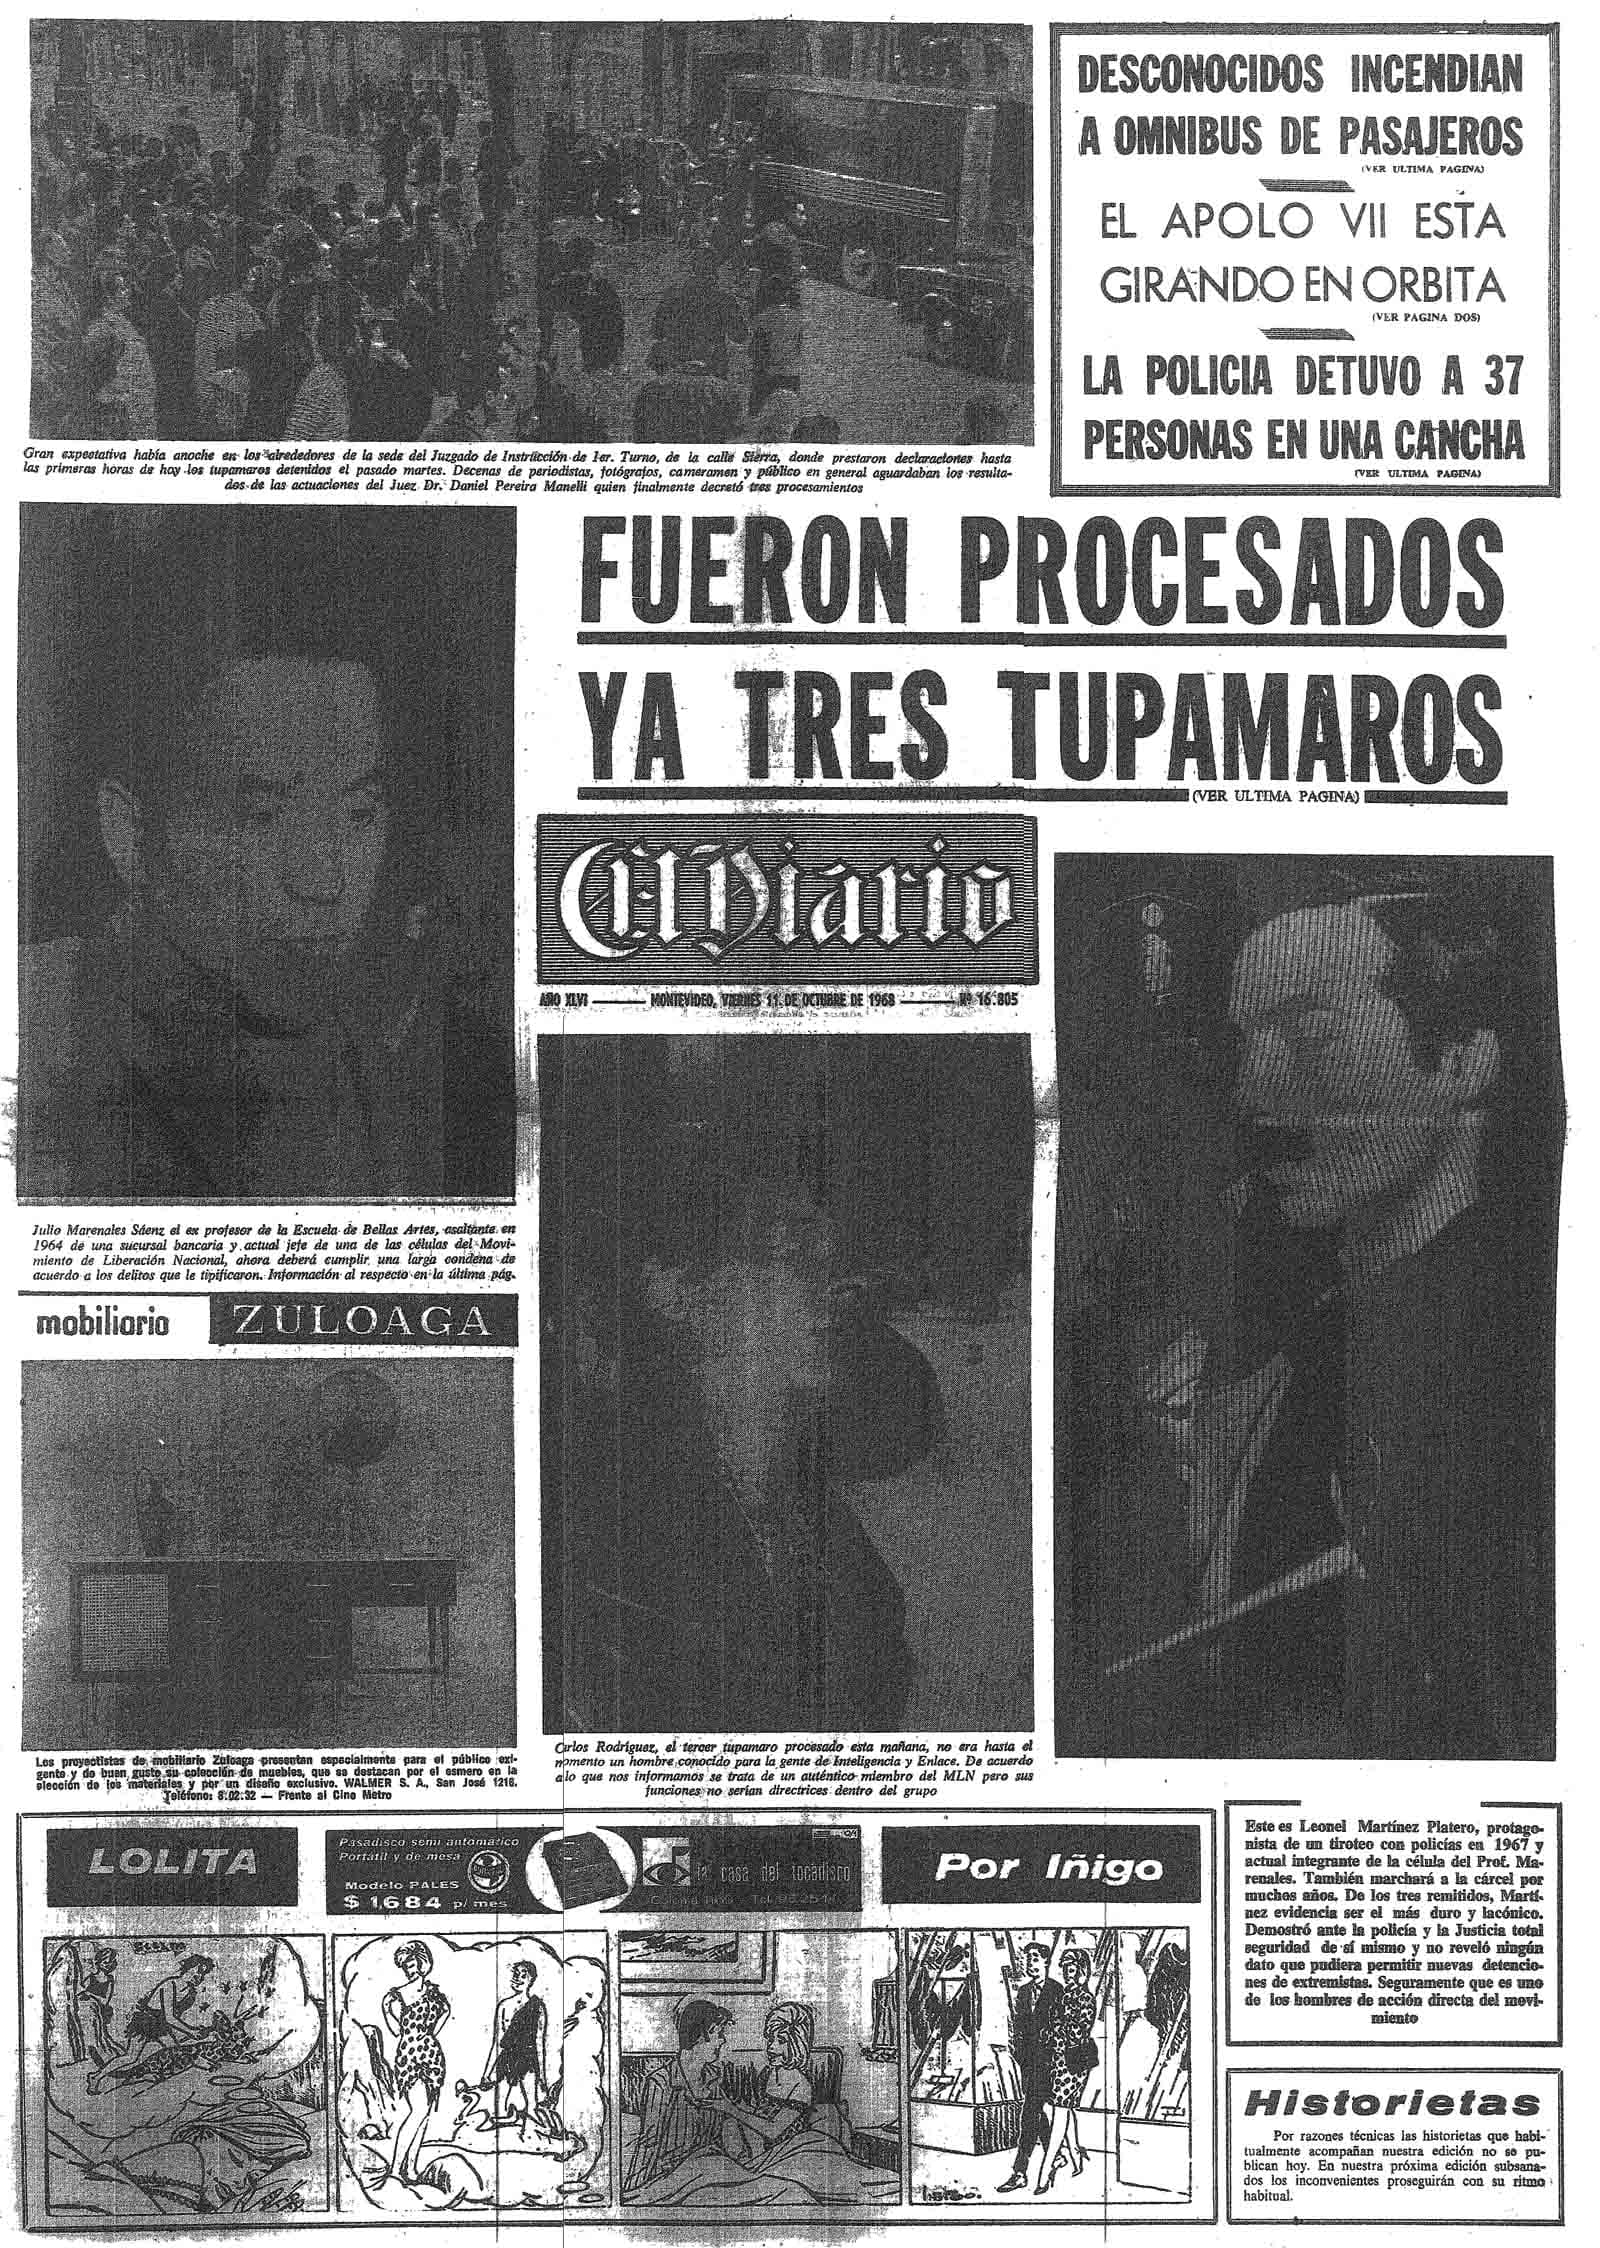 DESCONOCIDOS INCENDIAN
A OMNIBUS DE PASAJEROS
(VER ULTIMA PAGINA)
EL APOLO VII ESTA
GIRANDO EN ORBITA
(VER PAGINA DOS)
LA POLICIA DETUVO A 37
PERSONAS EN UNA CANCHA
(VER ULTIMA PAGINA)
Gran expectativa había anoche en los alrededores de la sede del Juzgado de Instrucción de 1er. Turno, de la calle Sierra, donde prestaron declaraciones hasta
las primeras horas de hoy los tupamaros detenidos el pasado martes. Decenas de periodistas, fotógrafos, cameramen y público en general aguardaban los resulta-
dos de las actuaciones del Juez Dr. Daniel Pereira Manelli quien finalmente decretó tres procesamientos
FUERON PROCESADOS
YA TRES TUPAMAROS
(VER ULTIMA PAGINA)
El Diario
AÑO XLVI — MONTEVIDEO, VIERNES 11 DE OCTUBRE DE 1968 — Nº 16.805
Julio Marenales Sáenz el ex profesor de la Escuela de Bellas Artes, asaltante en
1964 de una sucursal bancaria y actual jefe de una de las células del Movi-
miento de Liberación Nacional, ahora deberá cumplir una larga condena de
acuerdo a los delitos que le tipificaron. Información al respecto en la última pág.
mobiliario ZULOAGA
Los proyectistas de mobiliario Zuloaga presentan especialmente para el público exi-
gente y de buen gusto su colección de muebles, que se destacan por el esmero en la
elección de los materiales y por un diseño exclusivo. WALMER S. A., San José 1216.
Teléfono: 8.02.32 — Frente al Cine Metro
Carlos Rodríguez, el tercer tupamaro procesado esta mañana, no era hasta el
momento un hombre conocido para la gente de Inteligencia y Enlace. De acuerdo
a lo que nos informamos se trata de un auténtico miembro del MLN pero sus
funciones no serían directrices dentro del grupo
Este es Leonel Martínez Platero, protago-
nista de un tiroteo con policías en 1967 y
actual integrante de la célula del Prof. Ma-
renales. También marchará a la cárcel por
muchos años. De los tres remitidos, Martí-
nez evidencia ser el más duro y lacónico.
Demostró ante la policía y la Justicia total
seguridad de sí mismo y no reveló ningún
dato que pudiera permitir nuevas detencio-
nes de extremistas. Seguramente que es uno
de los hombres de acción directa del movi-
miento
LOLITA
Pasadisco semi automático
Portátil y de mesa
Modelo PALES
$ 1,684 p/mes
la casa del tocadisco
Por Iñigo
Historietas
Por razones técnicas las historietas que habi-
tualmente acompañan nuestra edición no se pu-
blican hoy. En nuestra próxima edición subsana-
dos los inconvenientes proseguirán con su ritmo
habitual.